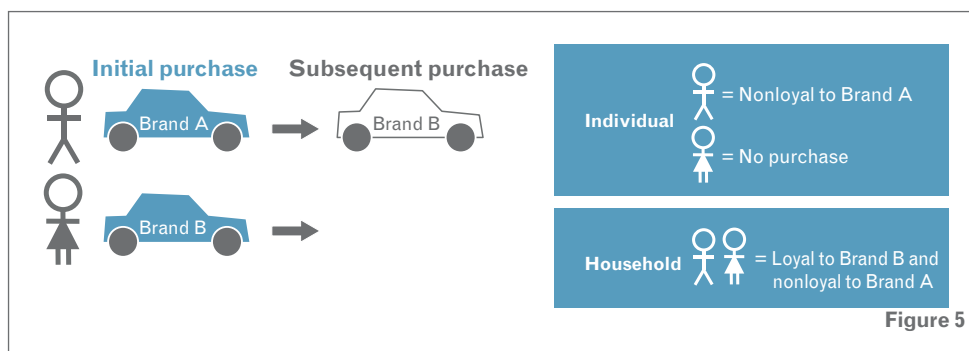 Initial purchase
Subsequent purchase
Brand A
Brand B
Brand B
Individual
= Nonloyal to Brand A
= No purchase
Household
= Loyal to Brand B and
nonloyal to Brand A
Figure 5